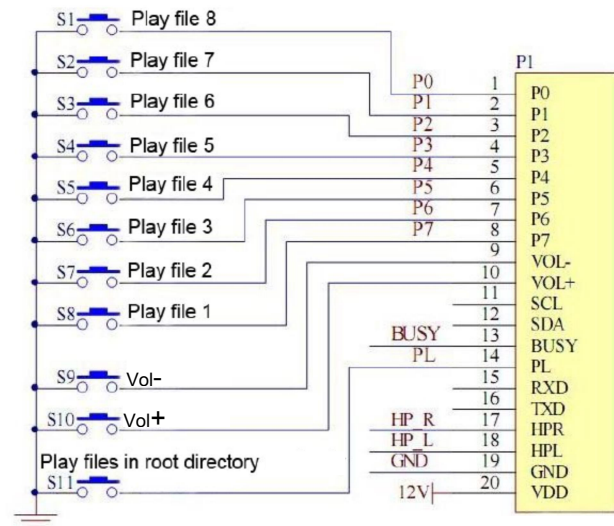 S1 Play file 8
S2 Play file 7
S3 Play file 6
S4 Play file 5
S5 Play file 4
S6 Play file 3
S7 Play file 2
S8 Play file 1
S9 Vol-
S10 Vol+
Play files in root directory
S11
P1
P0 1 P0
P1 2 P1
P2 3 P2
P3 4 P3
P4 5 P4
P5 6 P5
P6 7 P6
P7 8 P7
9 VOL-
10 VOL+
11 SCL
12 SDA
BUSY 13 BUSY
PL 14 PL
15 RXD
16 TXD
HP_R 17 HPR
HP_L 18 HPL
GND 19 GND
12V 20 VDD